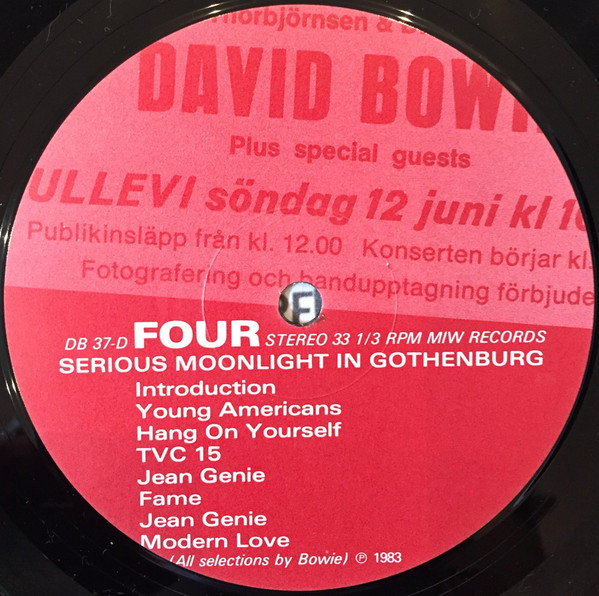 & B
DAVID BOWI
Plus special guests
ULLEVI söndag 12 juni kl 1
Publikinsläpp från kl. 12.00 Konserten börjar kl.
Fotografering och bandupptagning förbjude
E
DB 37-D FOUR STEREO 33 1/3 RPM MIW RECORDS
SERIOUS MOONLIGHT IN GOTHENBURG
Introduction
Young Americans
Hang On Yourself
TVC 15
Jean Genie
Fame
Jean Genie
Modern Love
(All selections by Bowie) ℗ 1983